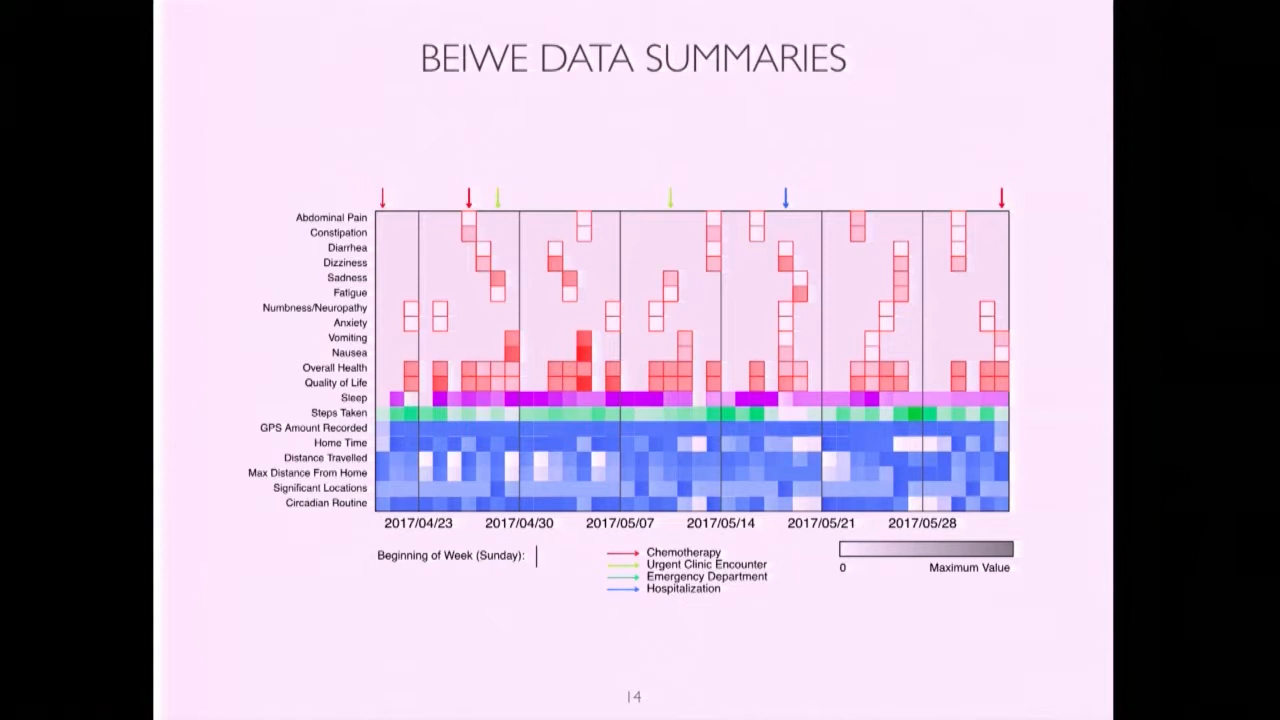 BEIWE DATA SUMMARIES
Abdominal Pain
Constipation
Diarrhea
Dizziness
Sadness
Fatigue
Numbness/Neuropathy
Anxiety
Vomiting
Nausea
Overall Health
Quality of Life
Sleep
Steps Taken
GPS Amount Recorded
Home Time
Distance Travelled
Max Distance From Home
Significant Locations
Circadian Routine
2017/04/23 2017/04/30 2017/05/07 2017/05/14 2017/05/21 2017/05/28
Beginning of Week (Sunday):
Chemotherapy
Urgent Clinic Encounter
Emergency Department
Hospitalization
0 Maximum Value
14